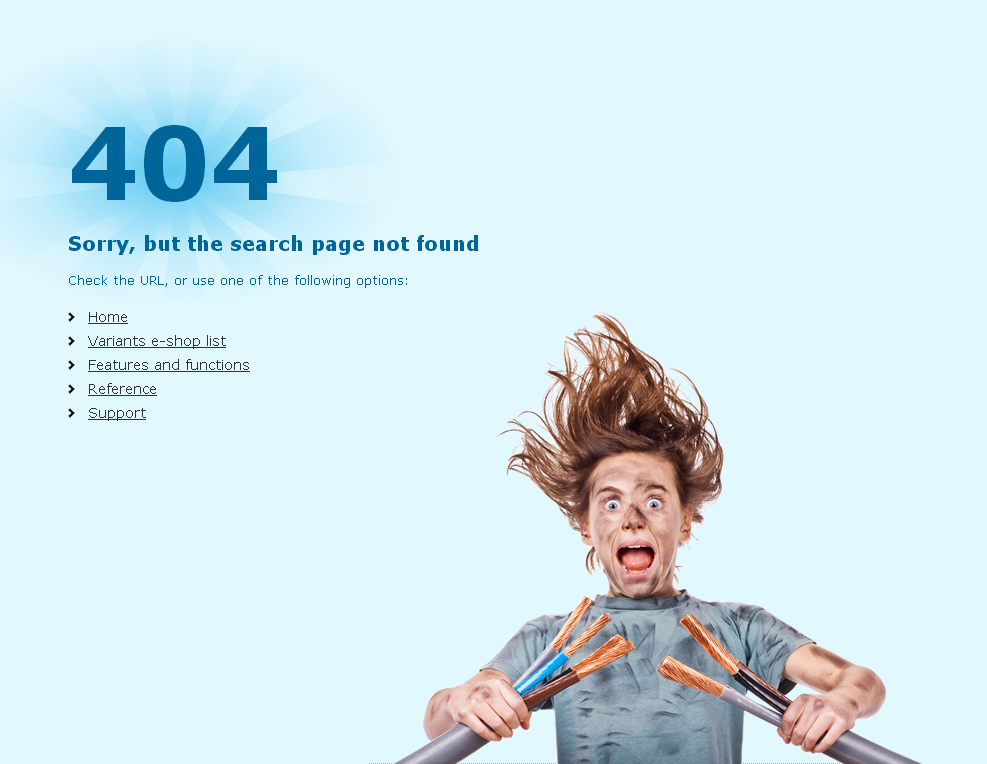 404
Sorry, but the search page not found
Check the URL, or use one of the following options:
Home
Variants e-shop list
Features and functions
Reference
Support